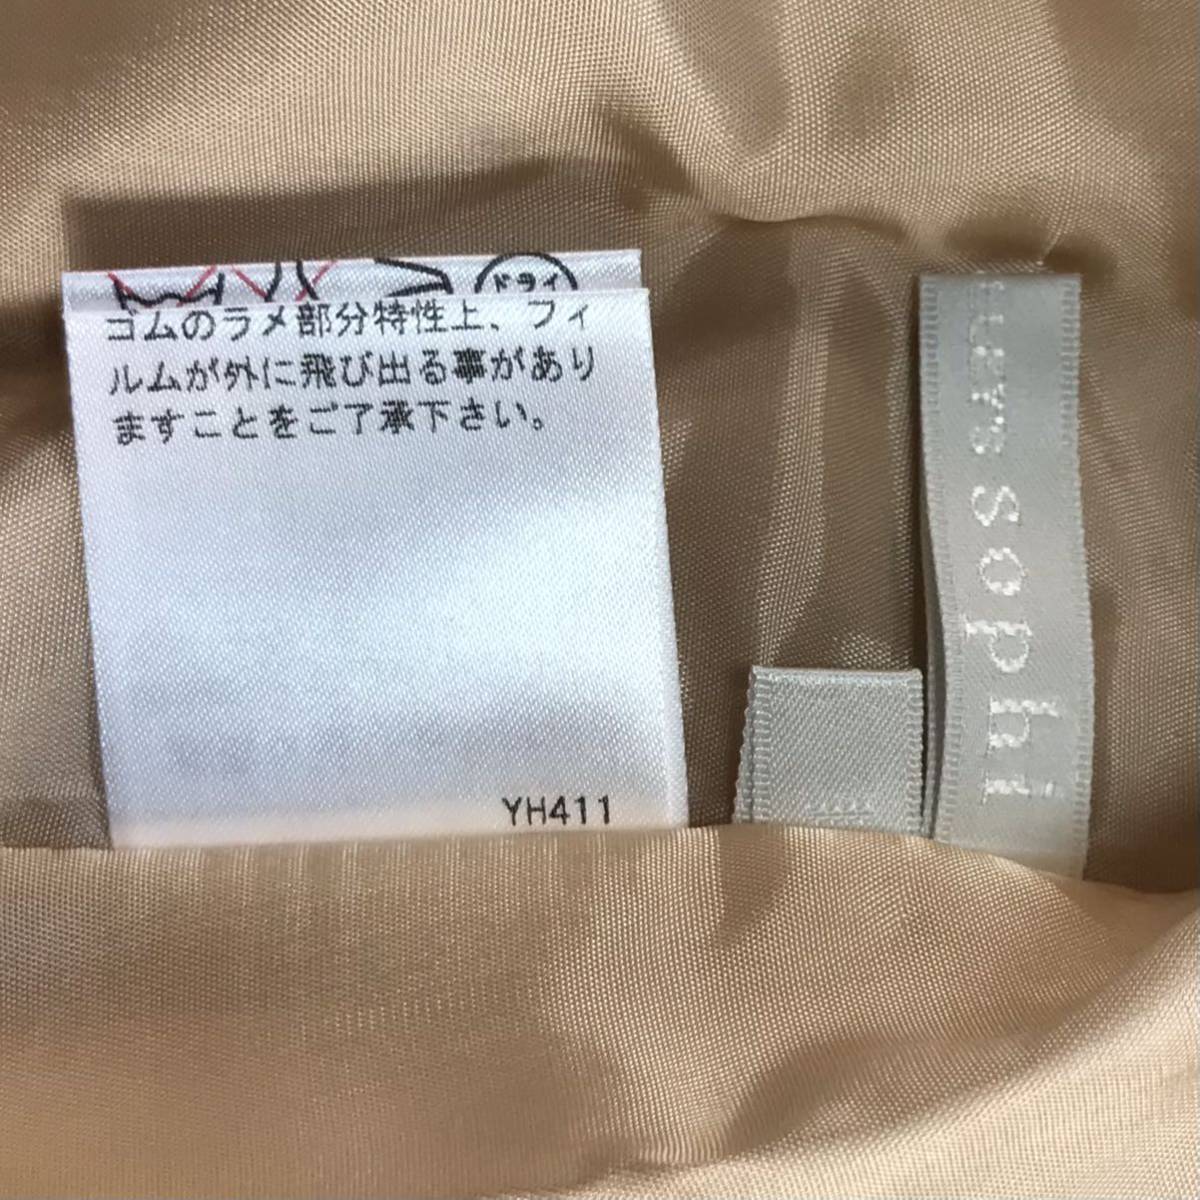 ドライ
ゴムのラメ部分特性上、フィ
ルムが外に飛び出る事があり
ますことをご了承下さい。
YH411
sophi